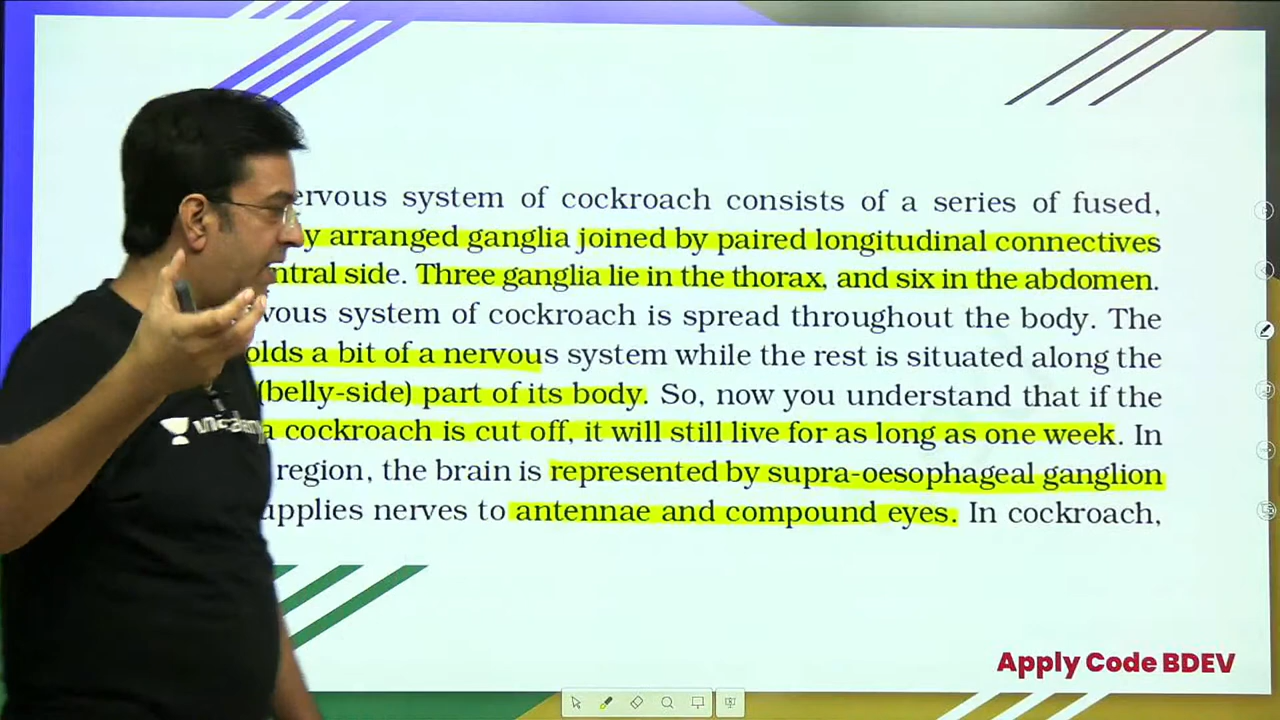 ervous system of cockroach consists of a series of fused,
y arranged ganglia joined by paired longitudinal connectives
ntral side. Three ganglia lie in the thorax, and six in the abdomen.
vous system of cockroach is spread throughout the body. The
olds a bit of a nervous system while the rest is situated along the
(belly-side) part of its body. So, now you understand that if the
a cockroach is cut off, it will still live for as long as one week. In
region, the brain is represented by supra-oesophageal ganglion
upplies nerves to antennae and compound eyes. In cockroach,
Apply Code BDEV